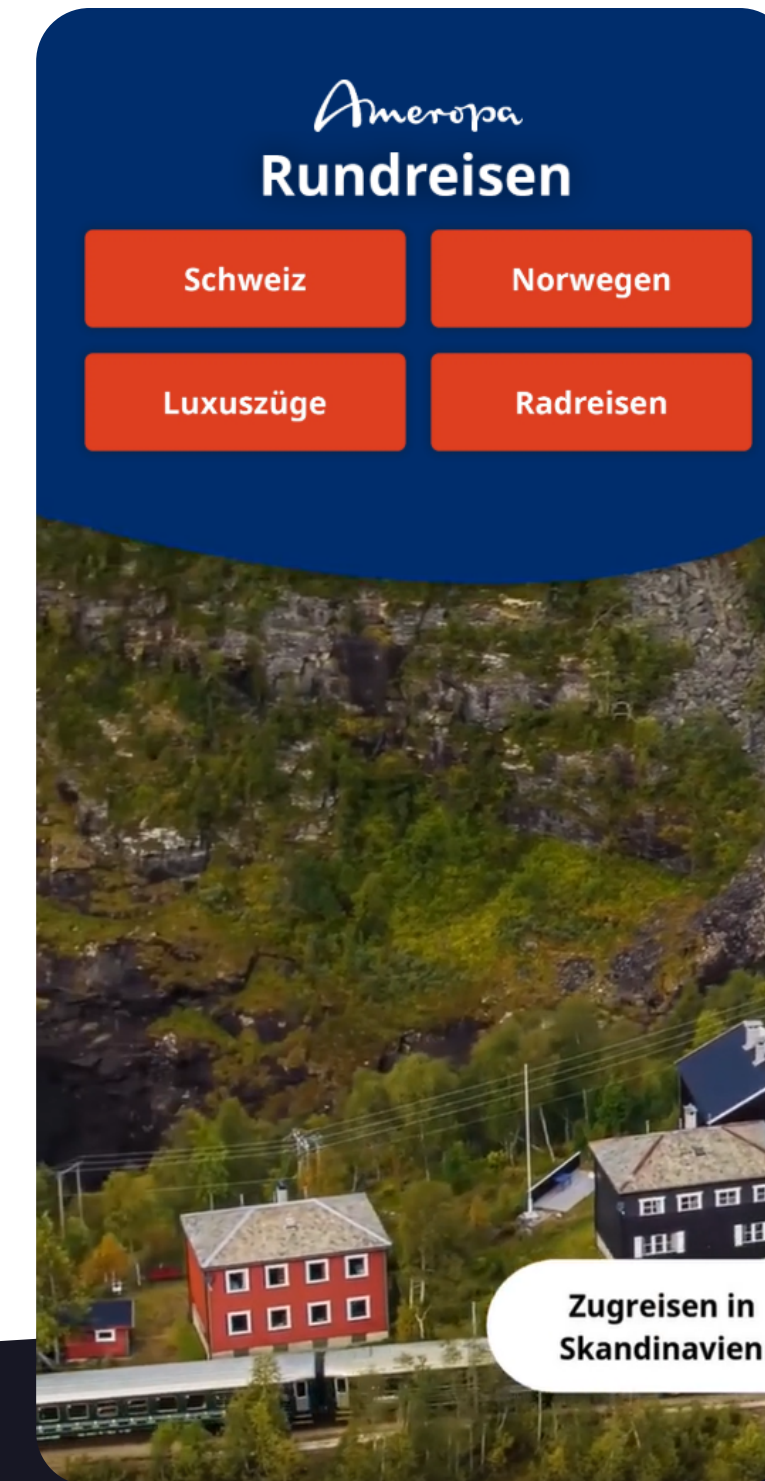 Ameropa
Rundreisen
Schweiz
Norwegen
Luxuszüge
Radreisen
Zugreisen in
Skandinavien